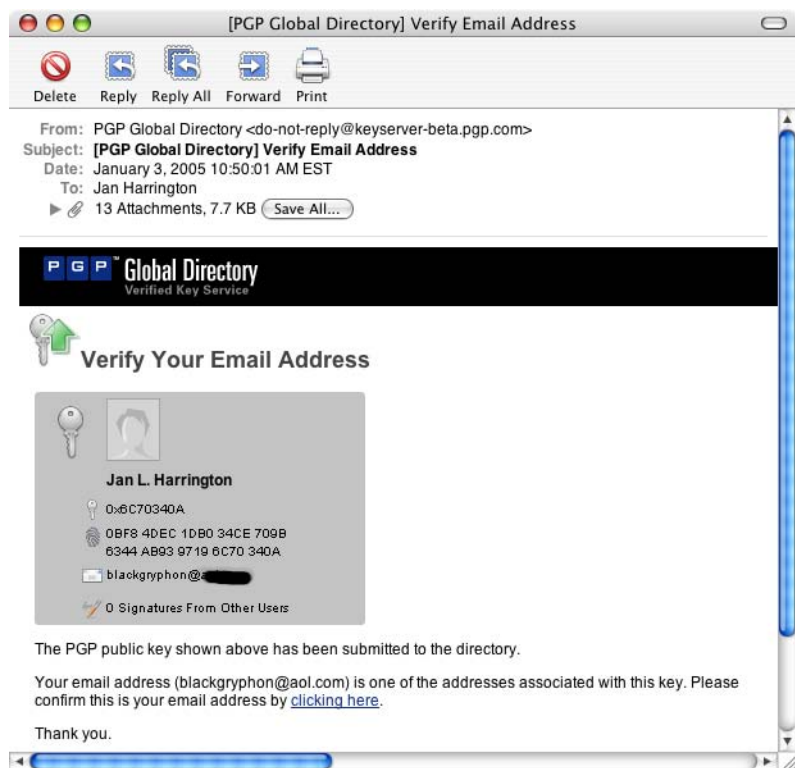 [PGP Global Directory] Verify Email Address
Delete Reply Reply All Forward Print
From: PGP Global Directory <do-not-reply@keyserver-beta.pgp.com>
Subject: [PGP Global Directory] Verify Email Address
Date: January 3, 2005 10:50:01 AM EST
To: Jan Harrington
13 Attachments, 7.7 KB Save All...
PGP™ Global Directory
Verified Key Service
Verify Your Email Address
Jan L. Harrington
0x6C70340A
0BF8 4DEC 1DB0 34CE 709B
6344 AB93 9719 6C70 340A
blackgryphon@
0 Signatures From Other Users
The PGP public key shown above has been submitted to the directory.
Your email address (blackgryphon@aol.com) is one of the addresses associated with this key. Please
confirm this is your email address by clicking here.
Thank you.